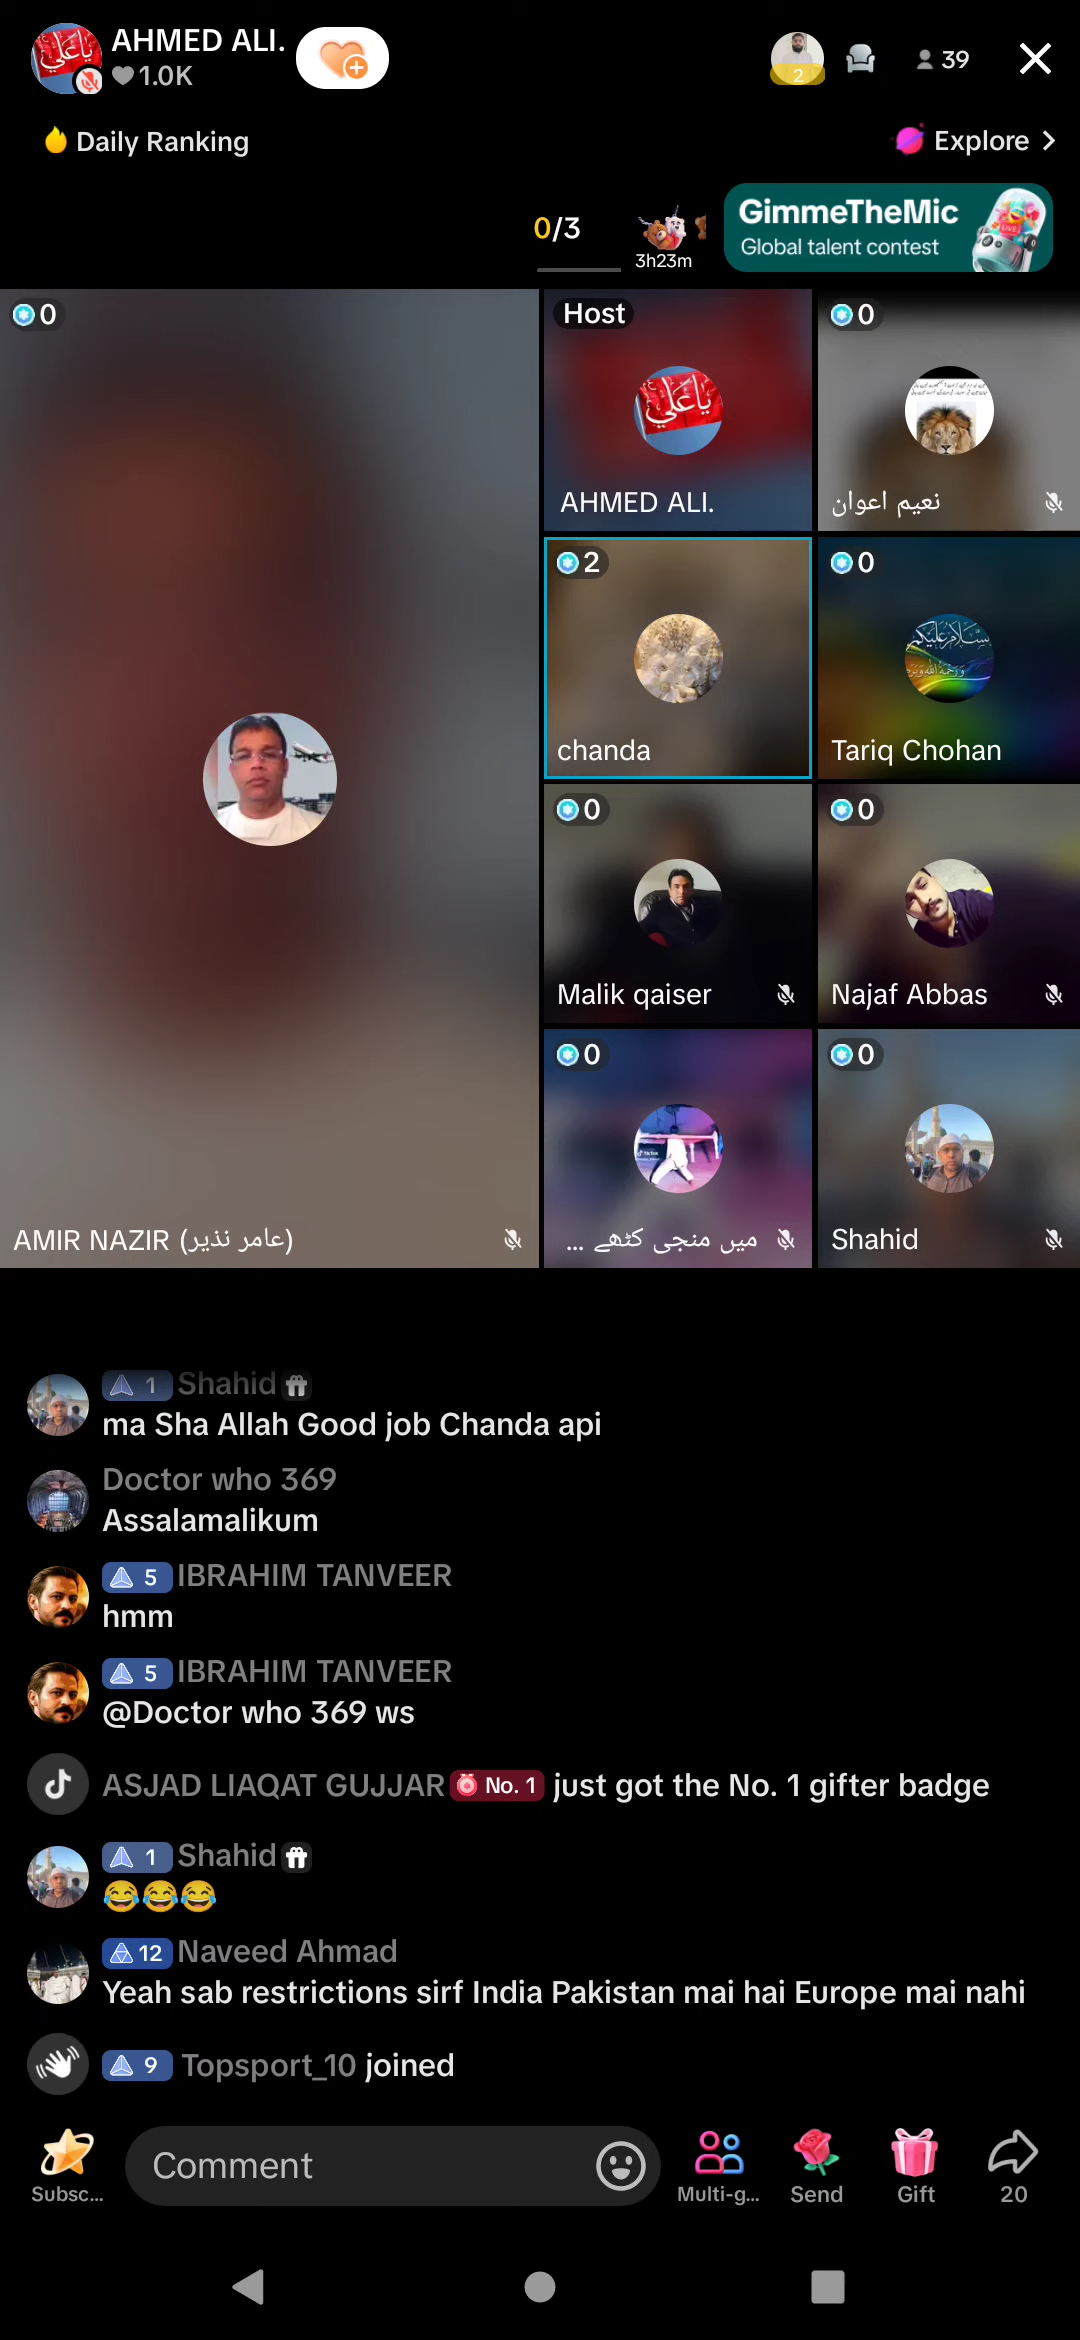 AHMED ALI.
1.0K
2
39
Daily Ranking
Explore
0/3
3h23m
GimmeTheMic
Global talent contest
0
Host
يا علي
AHMED ALI.
0
نعیم اعوان
2
chanda
0
Tariq Chohan
0
Malik qaiser
0
Najaf Abbas
0
TikTok
میں منجی کٹھے ...
0
Shahid
AMIR NAZIR (عامر نذیر)
1 Shahid
ma Sha Allah Good job Chanda api
Doctor who 369
Assalamalikum
5 IBRAHIM TANVEER
hmm
5 IBRAHIM TANVEER
@Doctor who 369 ws
ASJAD LIAQAT GUJJAR No. 1 just got the No. 1 gifter badge
1 Shahid
😂😂😂
12 Naveed Ahmad
Yeah sab restrictions sirf India Pakistan mai hai Europe mai nahi
9 Topsport_10 joined
Comment
Subsc...
Multi-g...
Send
Gift
20